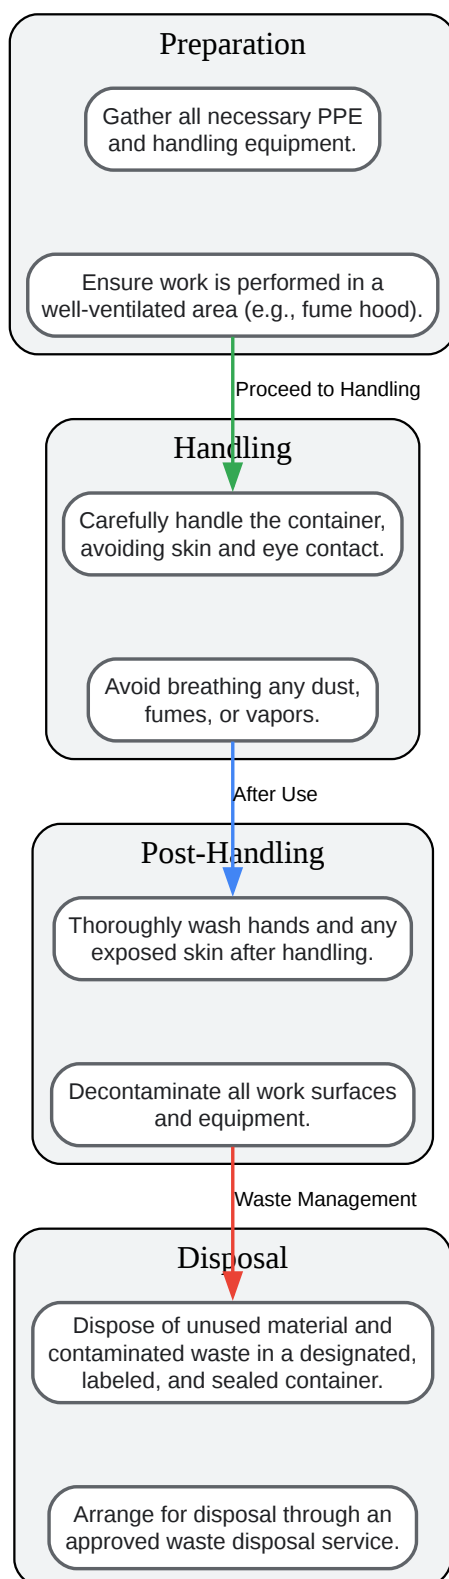 Preparation
Gather all necessary PPE
and handling equipment.
Ensure work is performed in a
well-ventilated area (e.g., fume hood).
Proceed to Handling
Handling
Carefully handle the container,
avoiding skin and eye contact.
Avoid breathing any dust,
fumes, or vapors.
After Use
Post-Handling
Thoroughly wash hands and any
exposed skin after handling.
Decontaminate all work surfaces
and equipment.
Waste Management
Disposal
Dispose of unused material and
contaminated waste in a designated,
labeled, and sealed container.
Arrange for disposal through an
approved waste disposal service.